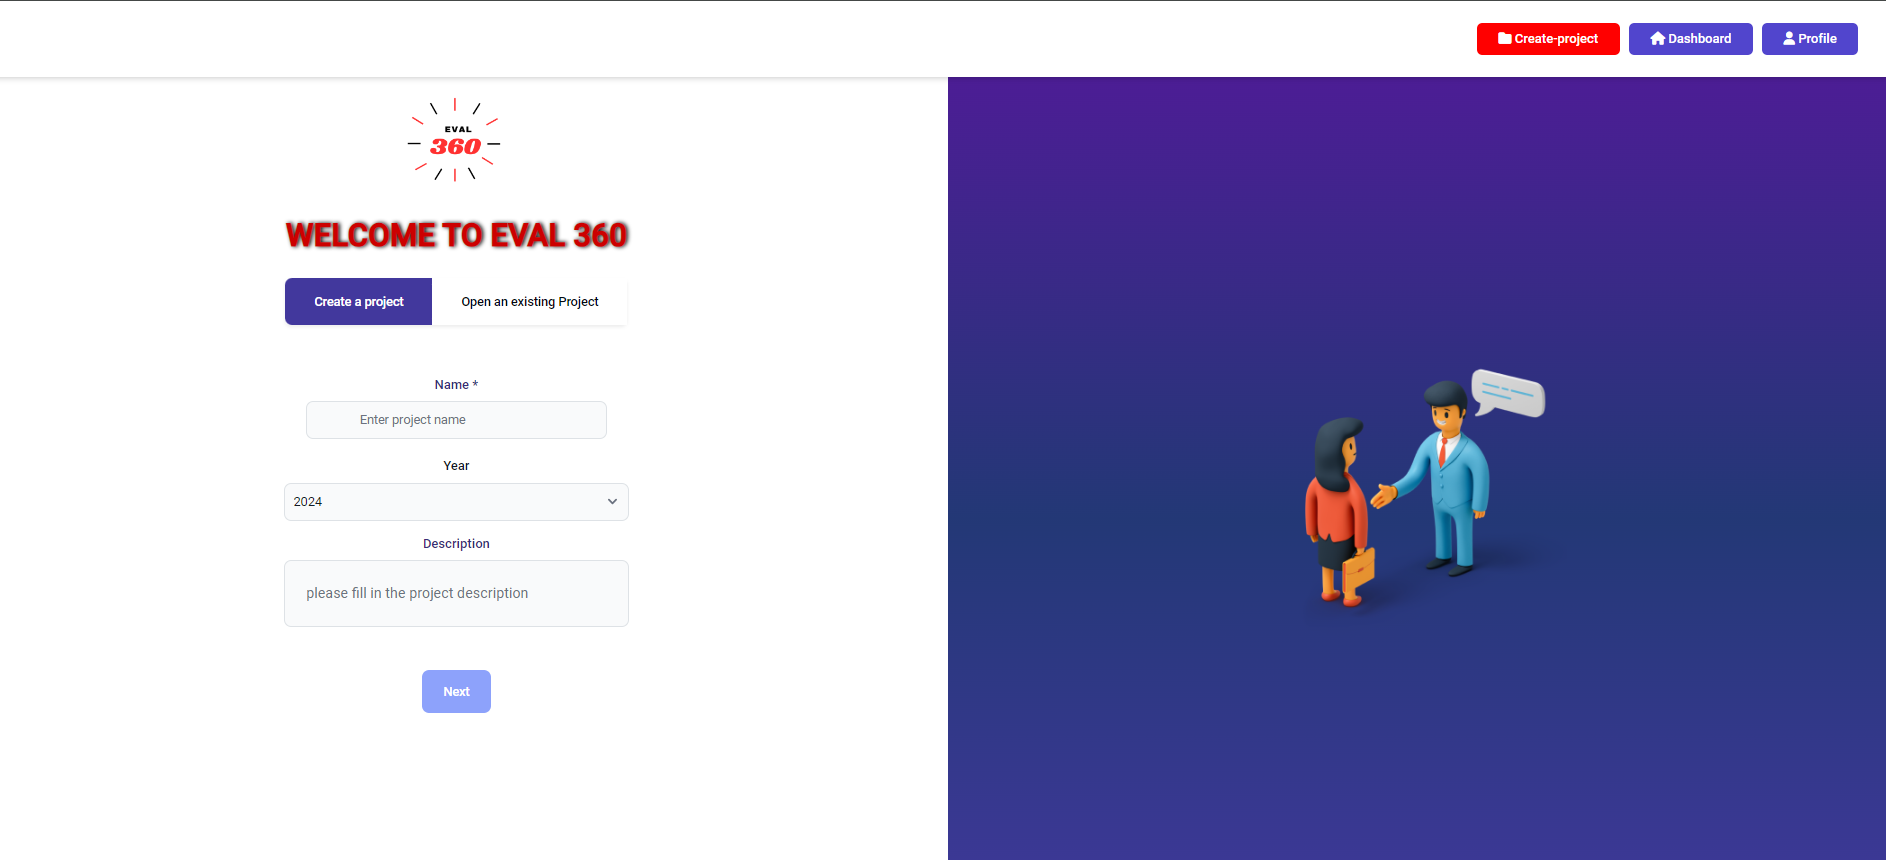 Create-project
Dashboard
Profile
EVAL
360
WELCOME TO EVAL 360
Create a project
Open an existing Project
Name *
Enter project name
Year
2024
Description
please fill in the project description
Next